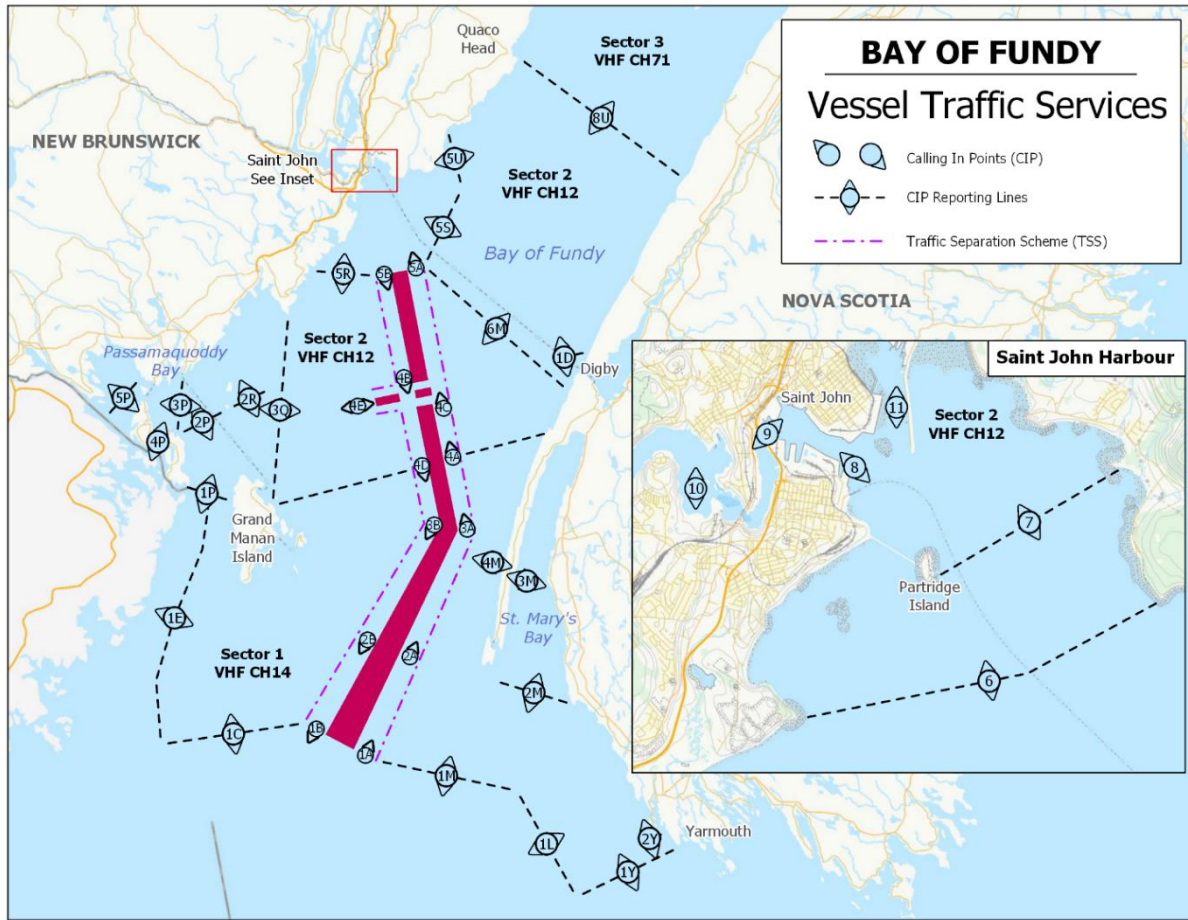 BAY OF FUNDY
Vessel Traffic Services
Calling In Points (CIP)
CIP Reporting Lines
Traffic Separation Scheme (TSS)
Quaco
Head
Sector 3
VHF CH71
8U
NEW BRUNSWICK
Saint John
See Inset
5U
Sector 2
VHF CH12
5S
Bay of Fundy
5R
5B
5A
NOVA SCOTIA
Sector 2
VHF CH12
6M
1D
Digby
Passamaquoddy
Bay
5P
3P
2P
2R
3Q
4E
4B
4C
4P
4D
4A
1P
Grand
Manan
Island
3B
3A
4M
3M
St. Mary's
Bay
1E
2B
2A
Sector 1
VHF CH14
2M
1C
1B
1A
1M
1L
2Y
1Y
Yarmouth
Saint John Harbour
Saint John
11
Sector 2
VHF CH12
9
8
10
7
Partridge
Island
6